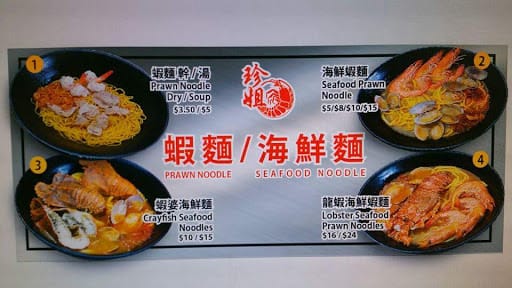 1
蝦麵 幹/湯
Prawn Noodle
Dry / Soup
$3.50 / $5
珍姐
海鮮蝦麵
Seafood Prawn
Noodle
$5/$8/$10/$15
2
蝦麵/海鮮麵
PRAWN NOODLE SEAFOOD NOODLE
3
蝦婆海鮮麵
Crayfish Seafood
Noodles
$10 / $15
龍蝦海鮮蝦麵
Lobster Seafood
Prawn Noodles
$16 / $24
4